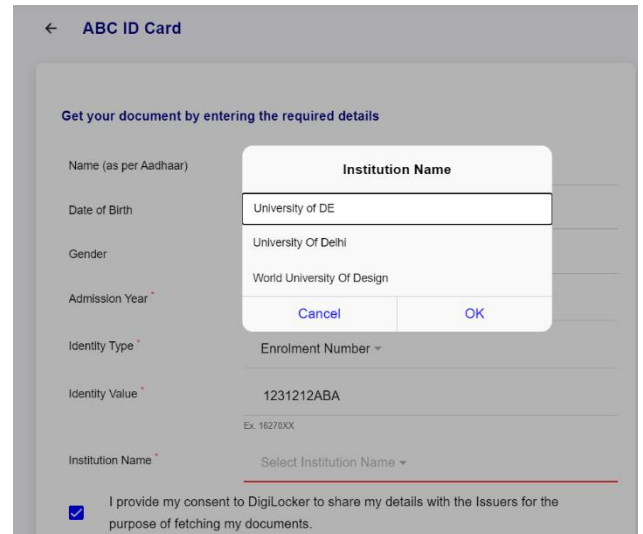 ABC ID Card
Get your document by entering the required details
Name (as per Aadhaar)
Institution Name
Date of Birth
University of DE
University Of Delhi
Gender
World University Of Design
Admission Year *
Cancel OK
Identity Type *
Enrolment Number
Identity Value *
1231212ABA
Ex. 16270XX
Institution Name *
Select Institution Name
I provide my consent to DigiLocker to share my details with the Issuers for the
purpose of fetching my documents.